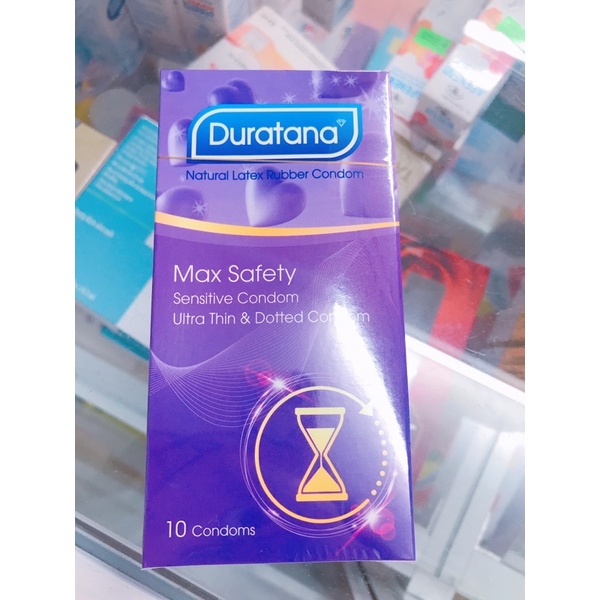 Duratana
Natural Latex Rubber Condom
Max Safety
Sensitive Condom
Ultra Thin & Dotted Condom
10 Condoms